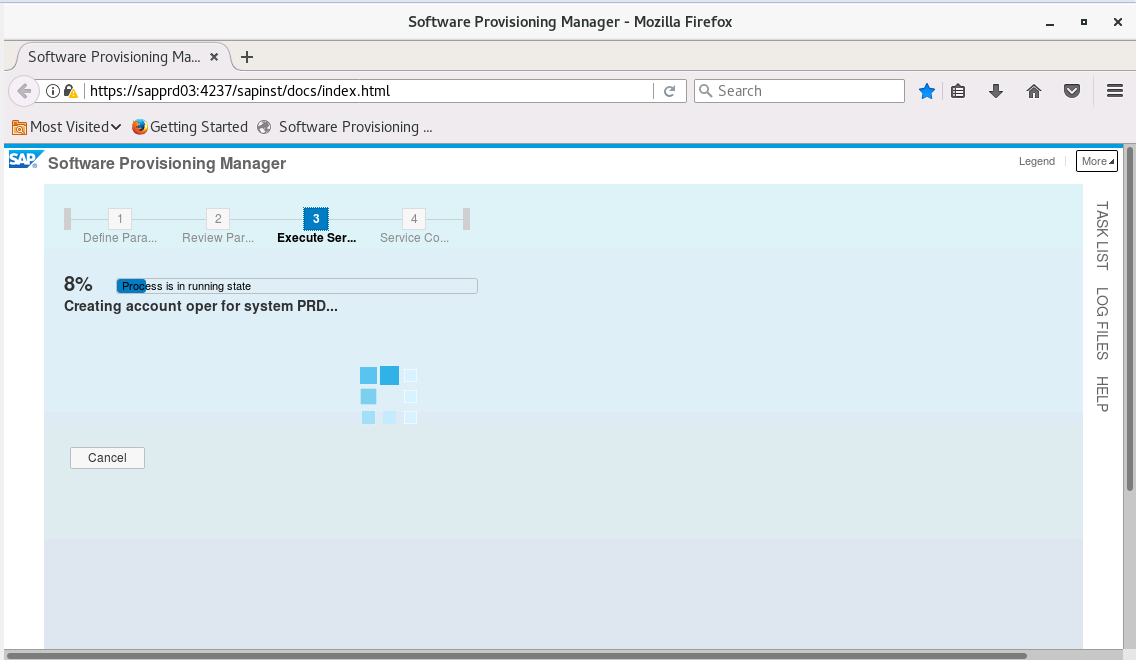 Software Provisioning Manager - Mozilla Firefox
Software Provisioning Ma...
https://sapprd03:4237/sapinst/docs/index.html
Search
Most Visited
Getting Started
Software Provisioning ...
SAP
Software Provisioning Manager
Legend
More
1
2
3
4
Define Para...
Review Par...
Execute Ser...
Service Co...
8%
Process is in running state
Creating account oper for system PRD...
Cancel
TASK LIST
LOG FILES
HELP